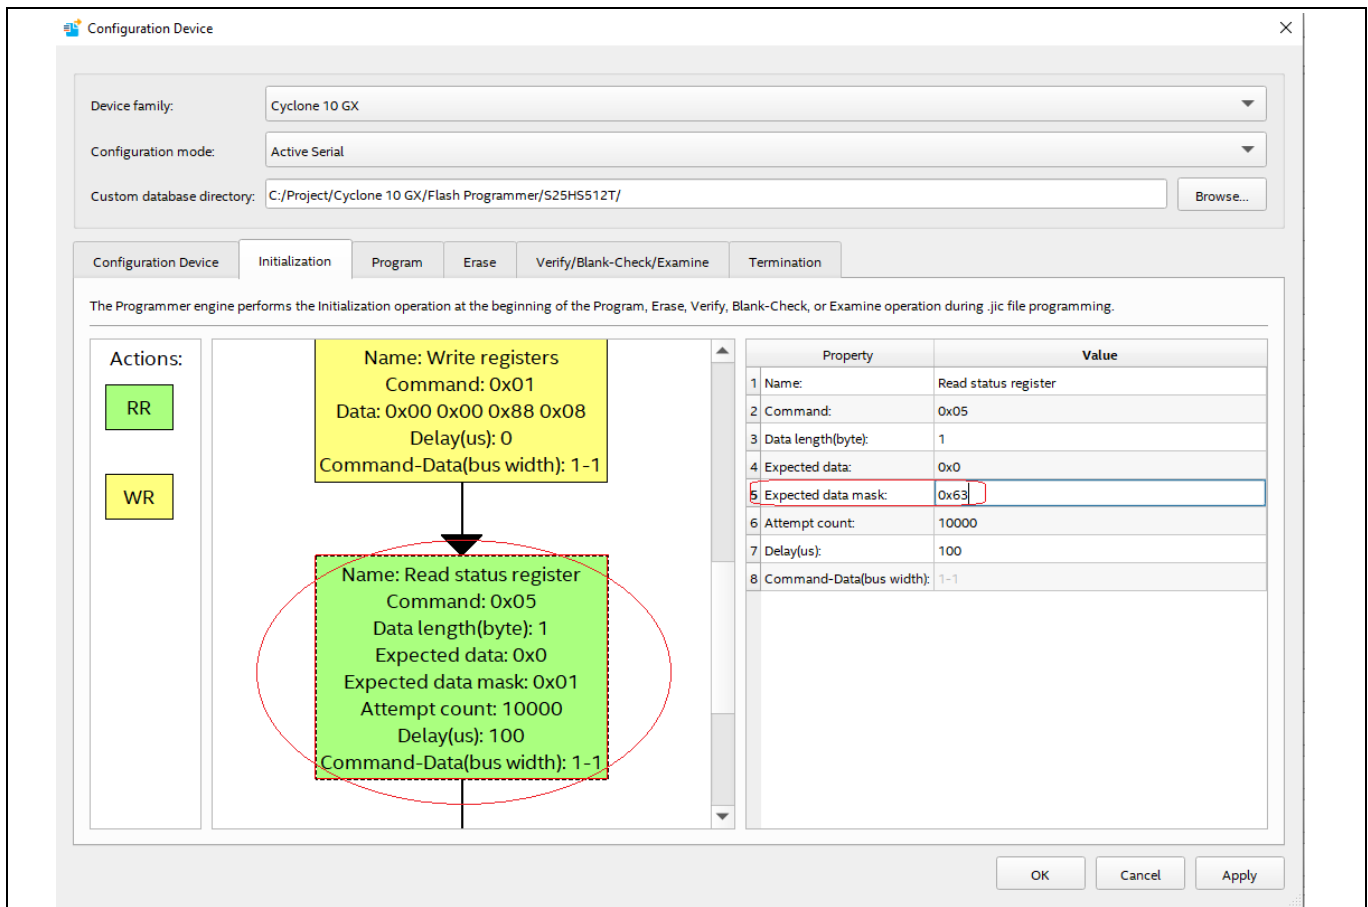 Configuration Device
Device family: Cyclone 10 GX
Configuration mode: Active Serial
Custom database directory: C:/Project/Cyclone 10 GX/Flash Programmer/S25HS512T/ Browse...
Configuration Device Initialization Program Erase Verify/Blank-Check/Examine Termination
The Programmer engine performs the Initialization operation at the beginning of the Program, Erase, Verify, Blank-Check, or Examine operation during .jic file programming.
Actions:
RR
WR
Name: Write registers
Command: 0x01
Data: 0x00 0x00 0x88 0x08
Delay(us): 0
Command-Data(bus width): 1-1
Name: Read status register
Command: 0x05
Data length(byte): 1
Expected data: 0x0
Expected data mask: 0x01
Attempt count: 10000
Delay(us): 100
Command-Data(bus width): 1-1
Property Value
1 Name: Read status register
2 Command: 0x05
3 Data length(byte): 1
4 Expected data: 0x0
5 Expected data mask: 0x63
6 Attempt count: 10000
7 Delay(us): 100
8 Command-Data(bus width): 1-1
OK Cancel Apply